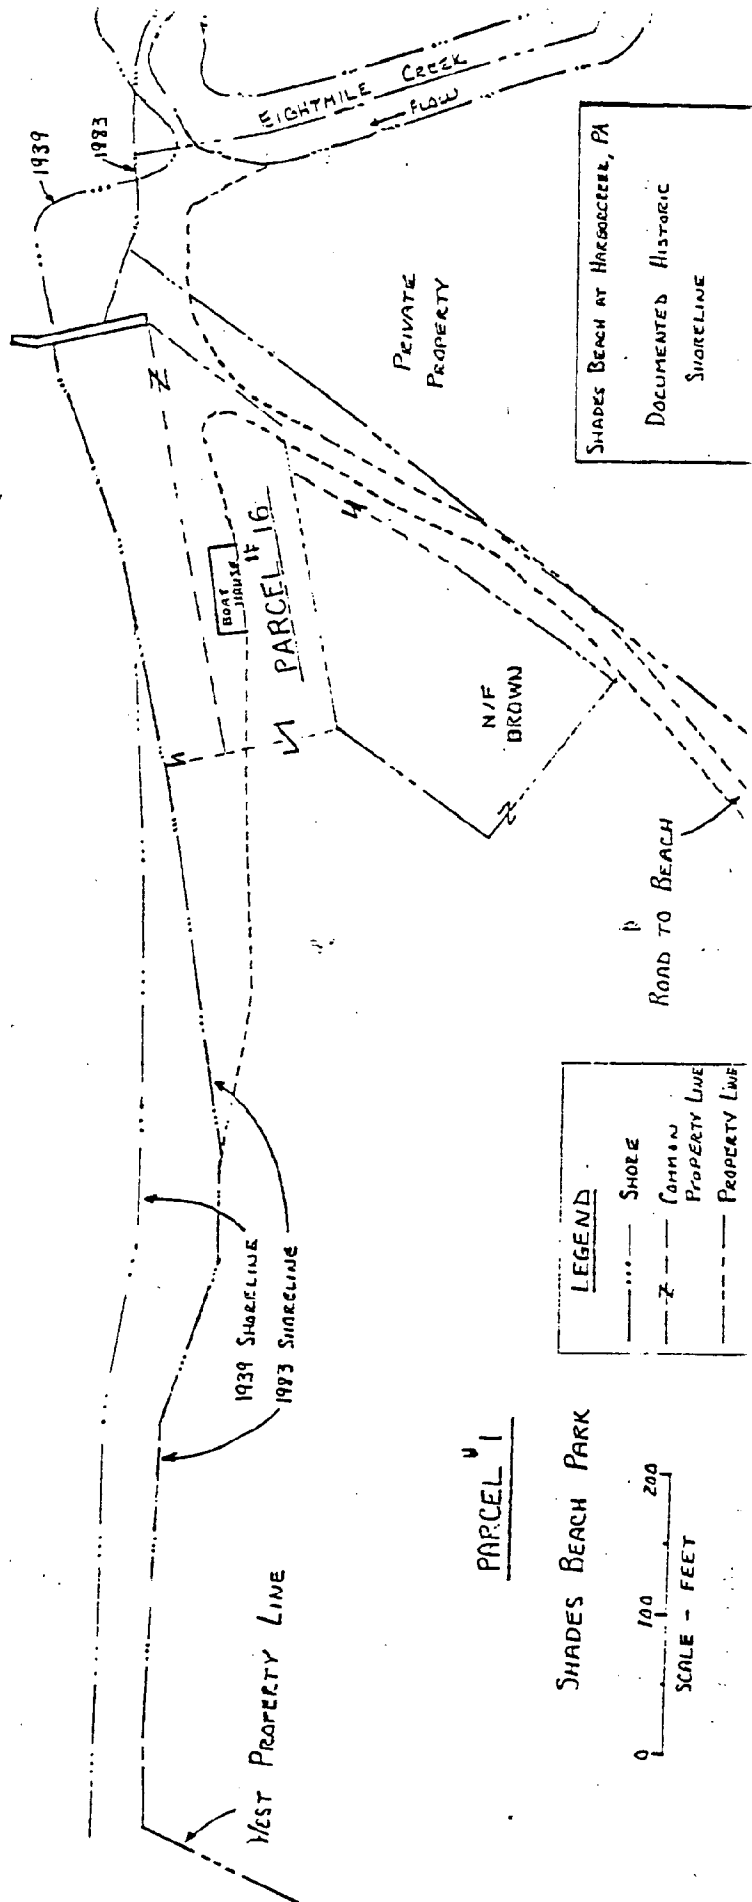 1939
1983
EIGHTMILE CREEK
FLOW
PRIVATE
PROPERTY
SHADES BEACH AT HARBORCREEK, PA
DOCUMENTED HISTORIC
SHORELINE
BOAT
HOUSE
PARCEL # 16
N/F
BROWN
ROAD TO BEACH
1939 SHORELINE
1983 SHORELINE
LEGEND
SHORE
COMMON
PROPERTY LINE
PROPERTY LINE
WEST PROPERTY LINE
PARCEL # 1
SHADES BEACH PARK
0 100 200
SCALE - FEET